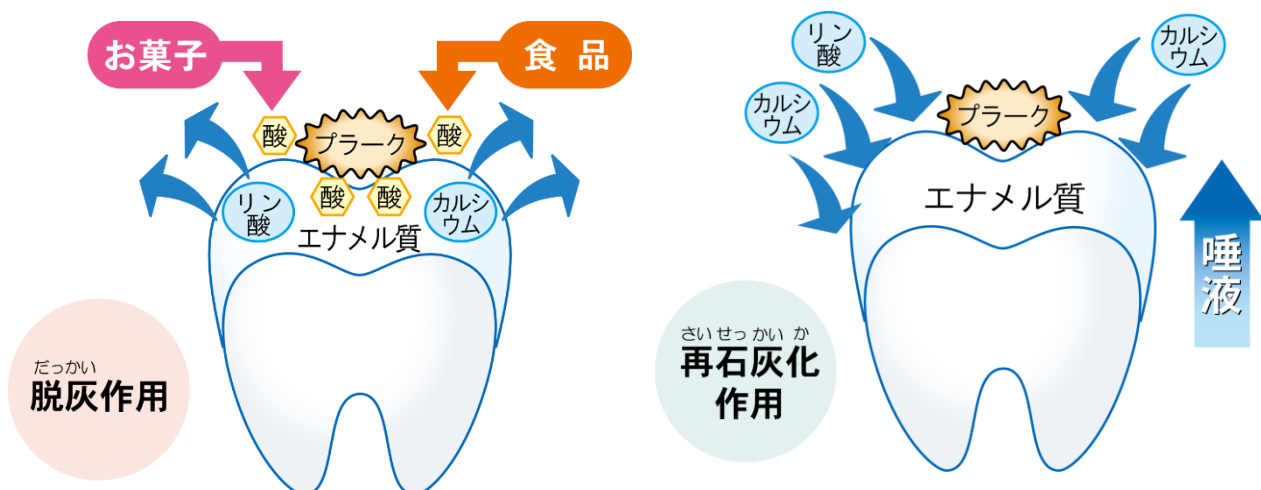 お菓子
食品
酸
プラーク
酸
酸
酸
リン
酸
カルシ
ウム
エナメル質
だっかい
脱灰作用
リン
酸
カルシ
ウム
カルシ
ウム
プラーク
エナメル質
唾液
さいせっかいか
再石灰化
作用